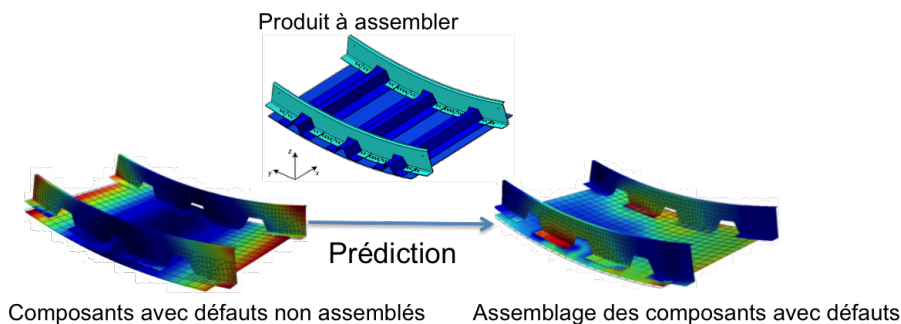 Produit à assembler
z
y
x
Prédiction
Composants avec défauts non assemblés
Assemblage des composants avec défauts